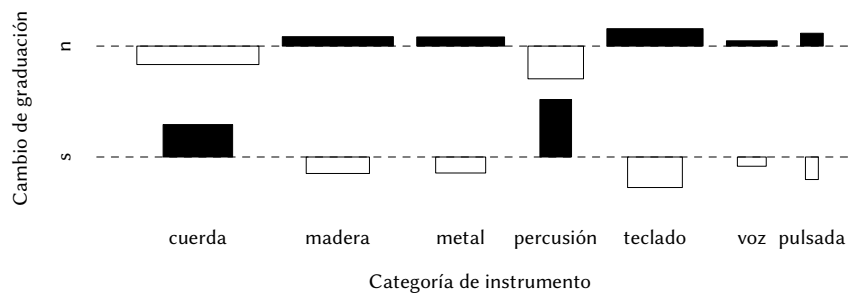 Cambio de graduación
n
s
cuerda madera metal percusión teclado voz pulsada
Categoría de instrumento